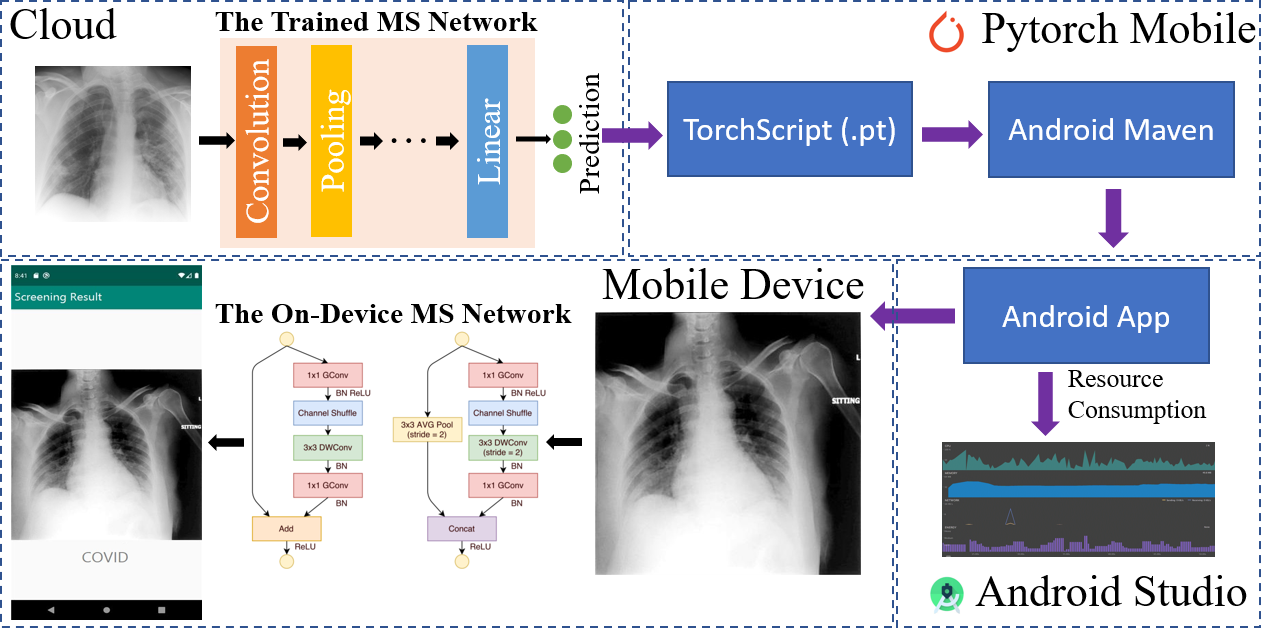 Cloud
The Trained MS Network
Convolution
Pooling
Linear
Prediction
Pytorch Mobile
TorchScript (.pt)
Android Maven
8:41
Screening Result
SITTING
COVID
The On-Device MS Network
1x1 GConv
BN ReLU
Channel Shuffle
3x3 DWConv
BN
1x1 GConv
BN
Add
ReLU
1x1 GConv
BN ReLU
Channel Shuffle
3x3 AVG Pool
(stride = 2)
3x3 DWConv
(stride = 2)
BN
1x1 GConv
BN
Concat
ReLU
Mobile Device
L
SITTING
Android App
Resource
Consumption
Android Studio